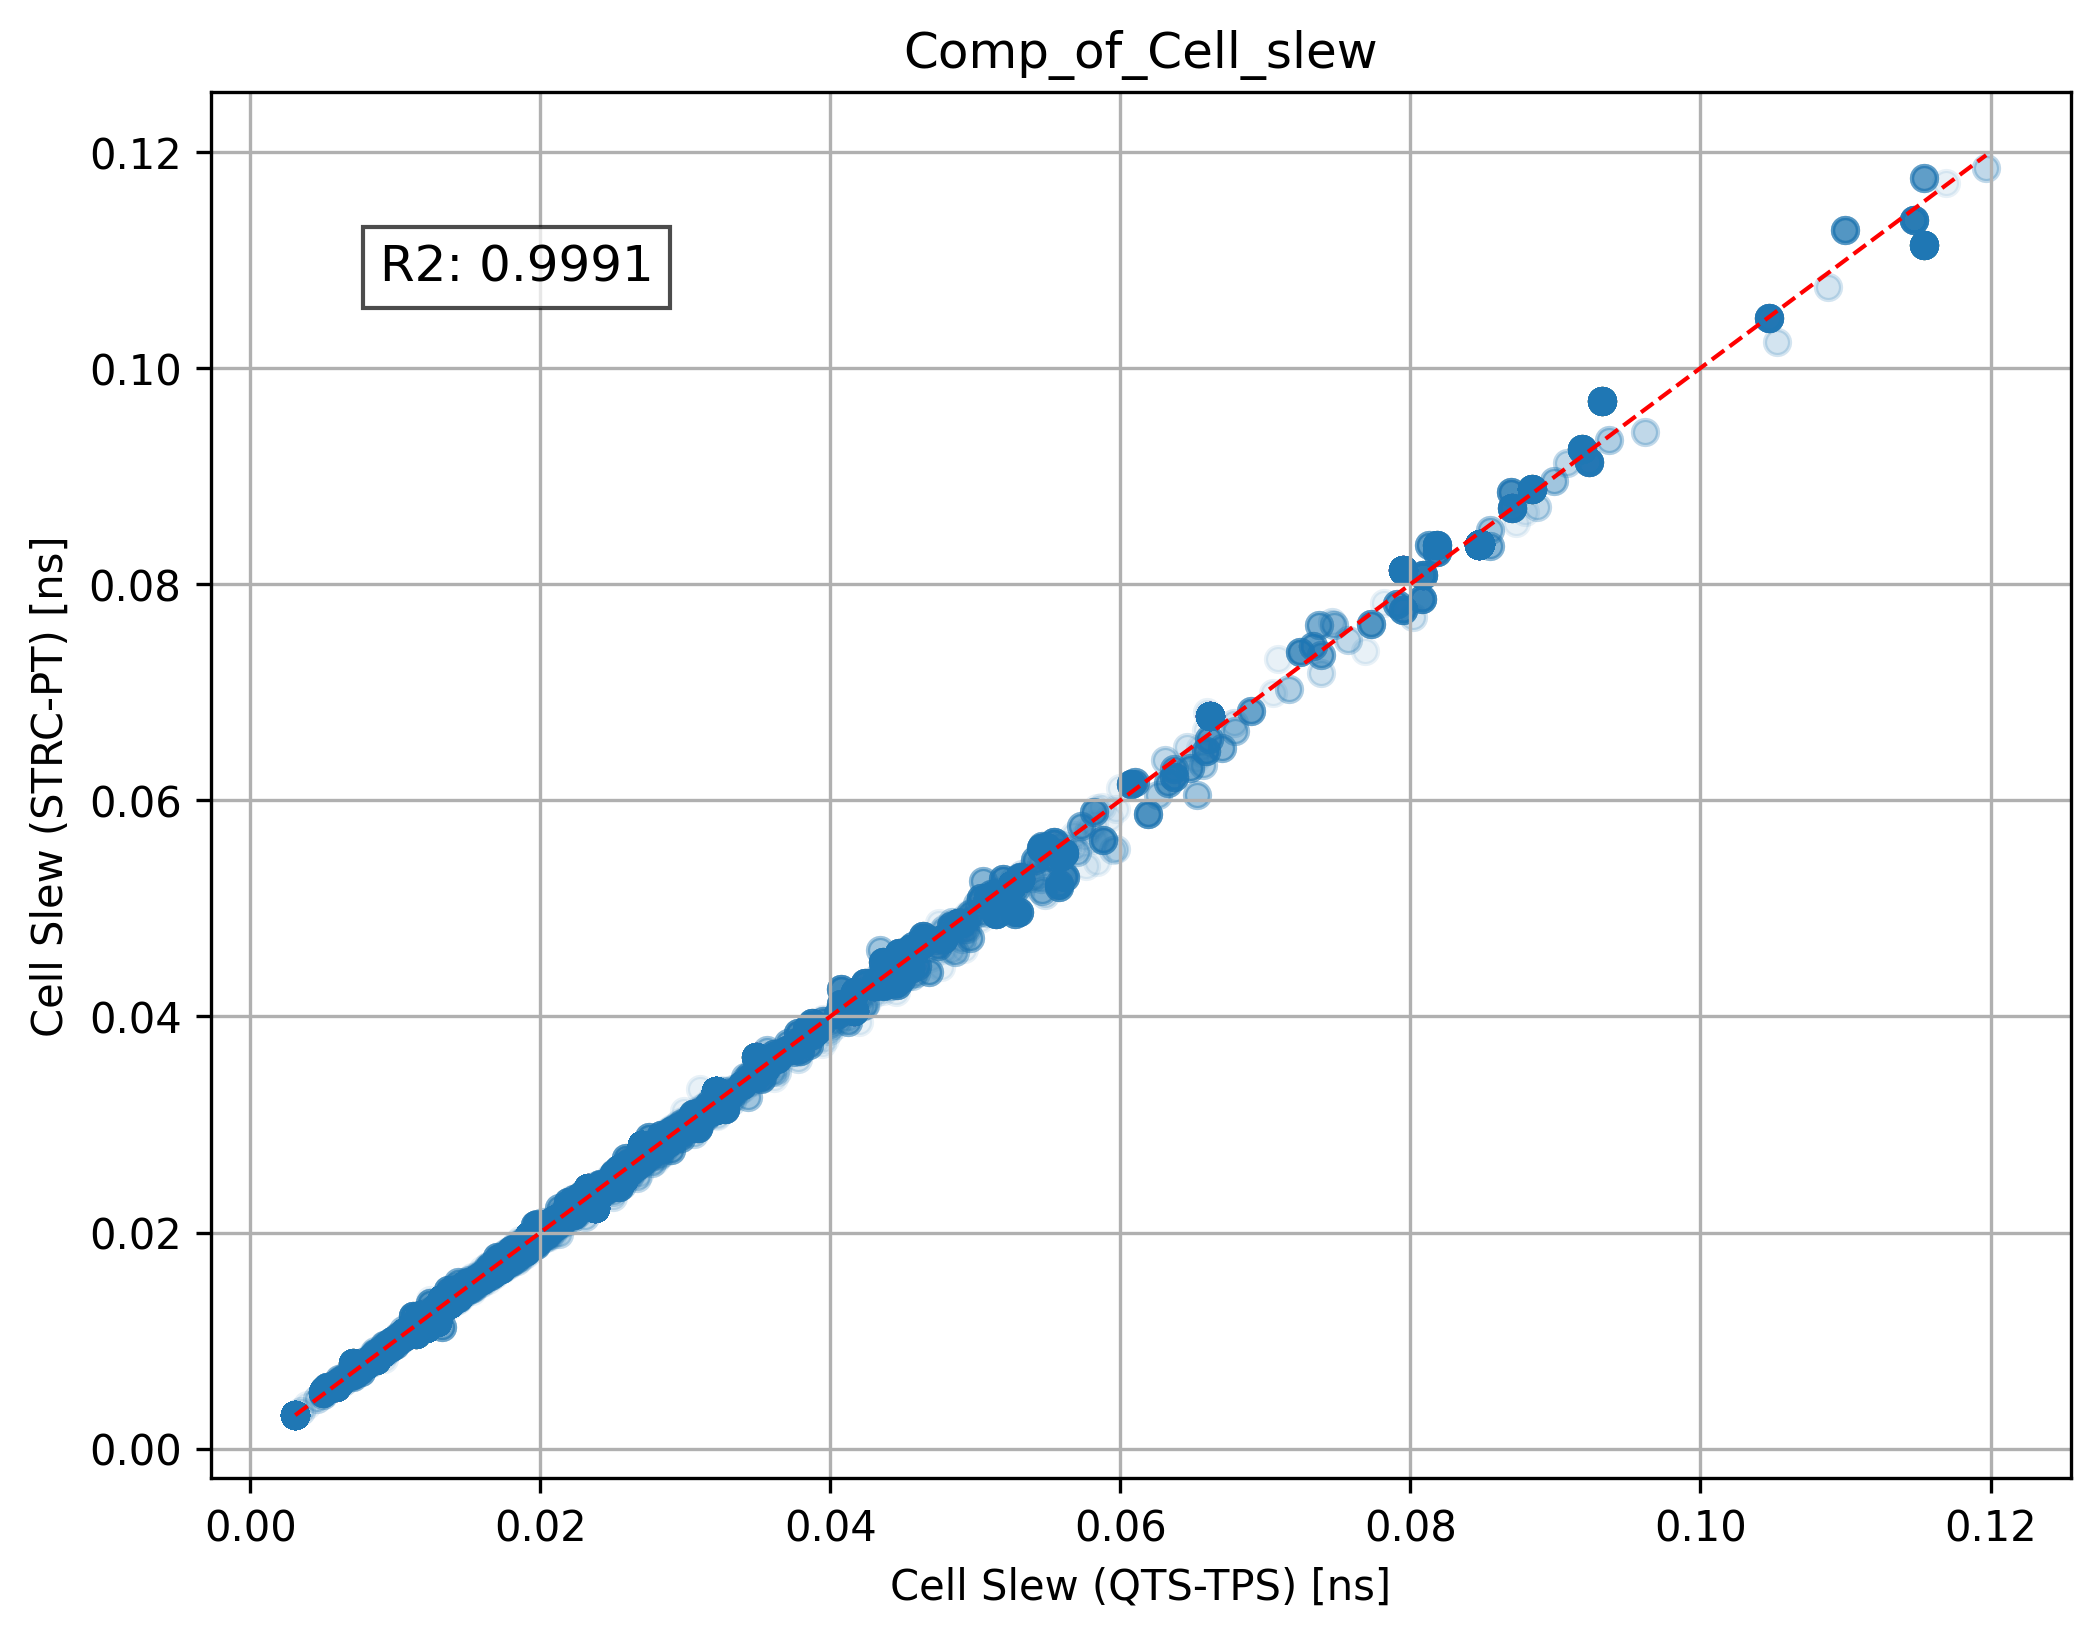 Comp_of_Cell_slew
R2: 0.9991
Cell Slew (STRC-PT) [ns]
0.12
0.10
0.08
0.06
0.04
0.02
0.00
0.00 0.02 0.04 0.06 0.08 0.10 0.12
Cell Slew (QTS-TPS) [ns]